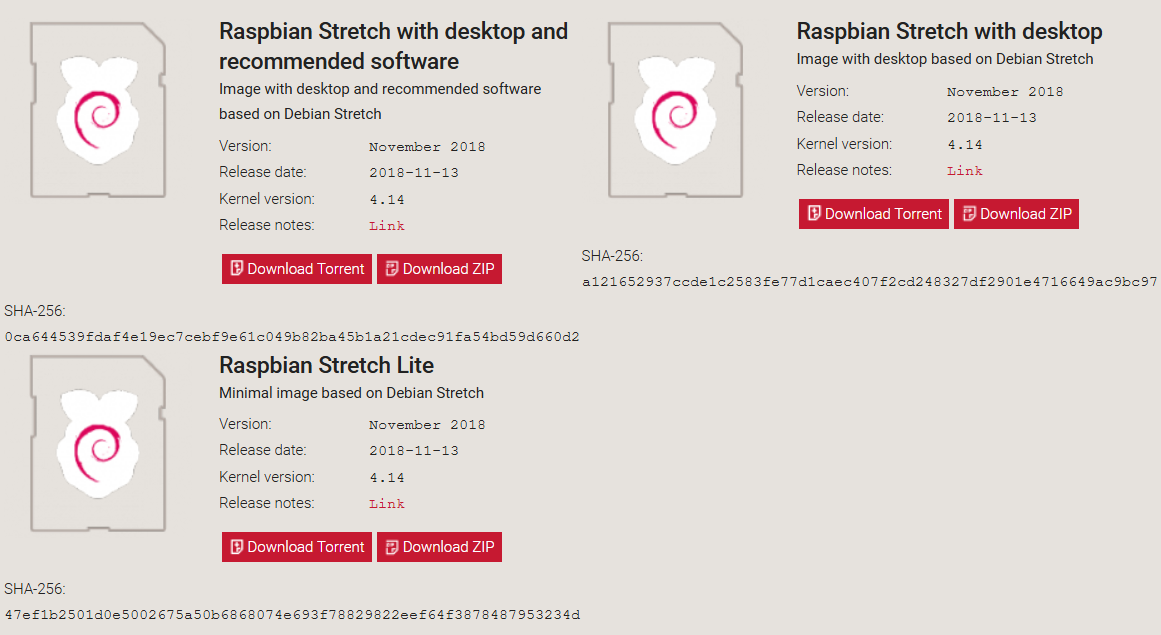 Raspbian Stretch with desktop and
recommended software
Image with desktop and recommended software
based on Debian Stretch
Version: November 2018
Release date: 2018-11-13
Kernel version: 4.14
Release notes: Link
Download Torrent Download ZIP
SHA-256:
0ca644539fdaf4e19ec7cebf9e61c049b82ba45b1a21cdec91fa54bd59d660d2
Raspbian Stretch with desktop
Image with desktop based on Debian Stretch
Version: November 2018
Release date: 2018-11-13
Kernel version: 4.14
Release notes: Link
Download Torrent Download ZIP
SHA-256:
a121652937ccde1c2583fe77d1caec407f2cd248327df2901e4716649ac9bc97
Raspbian Stretch Lite
Minimal image based on Debian Stretch
Version: November 2018
Release date: 2018-11-13
Kernel version: 4.14
Release notes: Link
Download Torrent Download ZIP
SHA-256:
47ef1b2501d0e5002675a50b6868074e693f78829822eef64f3878487953234d